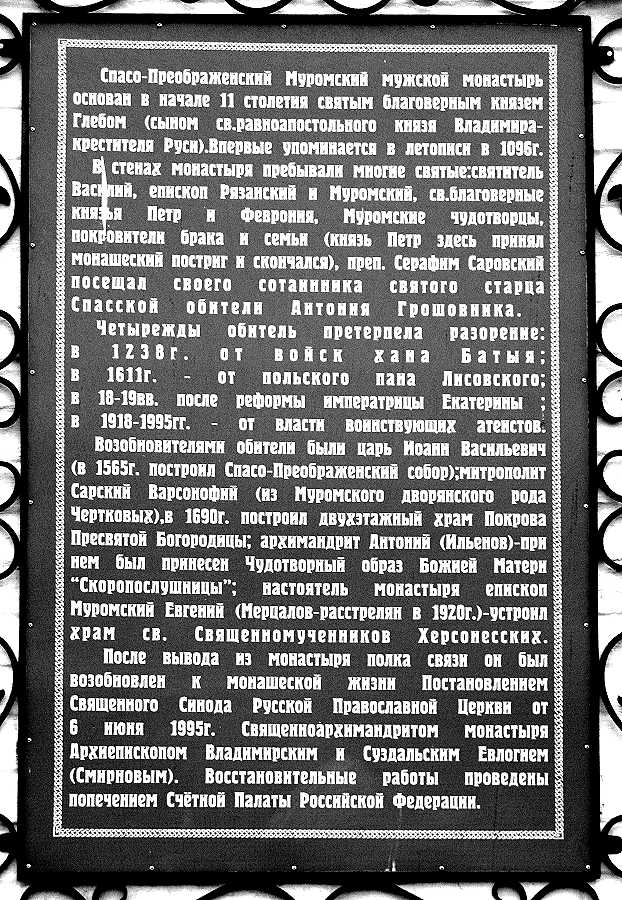 Спасо-Преображенский Муромский мужской монастырь
основан в начале 11 столетия святым благоверным князем
Глебом (сыном св.равноапостольного князя Владимира-
крестителя Руси).Впервые упоминается в летописи в 1096г.
В стенах монастыря пребывали многие святые:святитель
Василий, епископ Рязанский и Муромский, св.благоверные
князья Петр и Феврония, Муромские чудотворцы,
покровители брака и семьи (князь Петр здесь принял
монашеский постриг и скончался), преп. Серафим Саровский
посещал своего сотаинника святого старца
Спасской обители Антония Грошовника.
Четырежды обитель претерпела разорение:
в 1238г. от войск хана Батыя;
в 1611г. - от польского пана Лисовского;
в 18-19вв. после реформы императрицы Екатерины ;
в 1918-1995гг. - от власти воинствующих атеистов.
Возобновителями обители были царь Иоанн Васильевич
(в 1565г. построил Спасо-Преображенский собор);митрополит
Сарский Варсонофий (из Муромского дворянского рода
Чертковых),в 1690г. построил двухэтажный храм Покрова
Пресвятой Богородицы; архимандрит Антоний (Ильенов)-при
нем был принесен Чудотворный образ Божией Матери
“Скоропослушницы”; настоятель монастыря епископ
Муромский Евгений (Мерцалов-расстрелян в 1920г.)-устроил
храм св. Священномученников Херсонесских.
После вывода из монастыря полка связи он был
возобновлен к монашеской жизни Постановлением
Священного Синода Русской Православной Церкви от
6 июня 1995г. Священноархимандритом монастыря
Архиепископом Владимирским и Суздальским Евлогием
(Смирновым). Восстановительные работы проведены
попечением Счётной Палаты Российской Федерации.